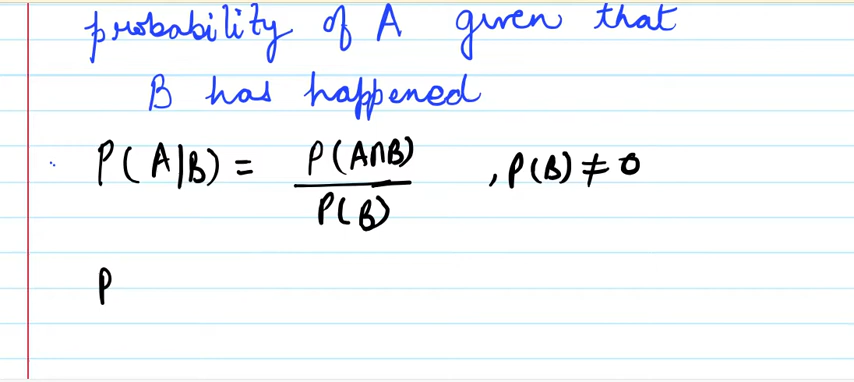 probability of A given that
B has happened
P(A|B) = P(A∩B) / P(B) , P(B) ≠ 0
P